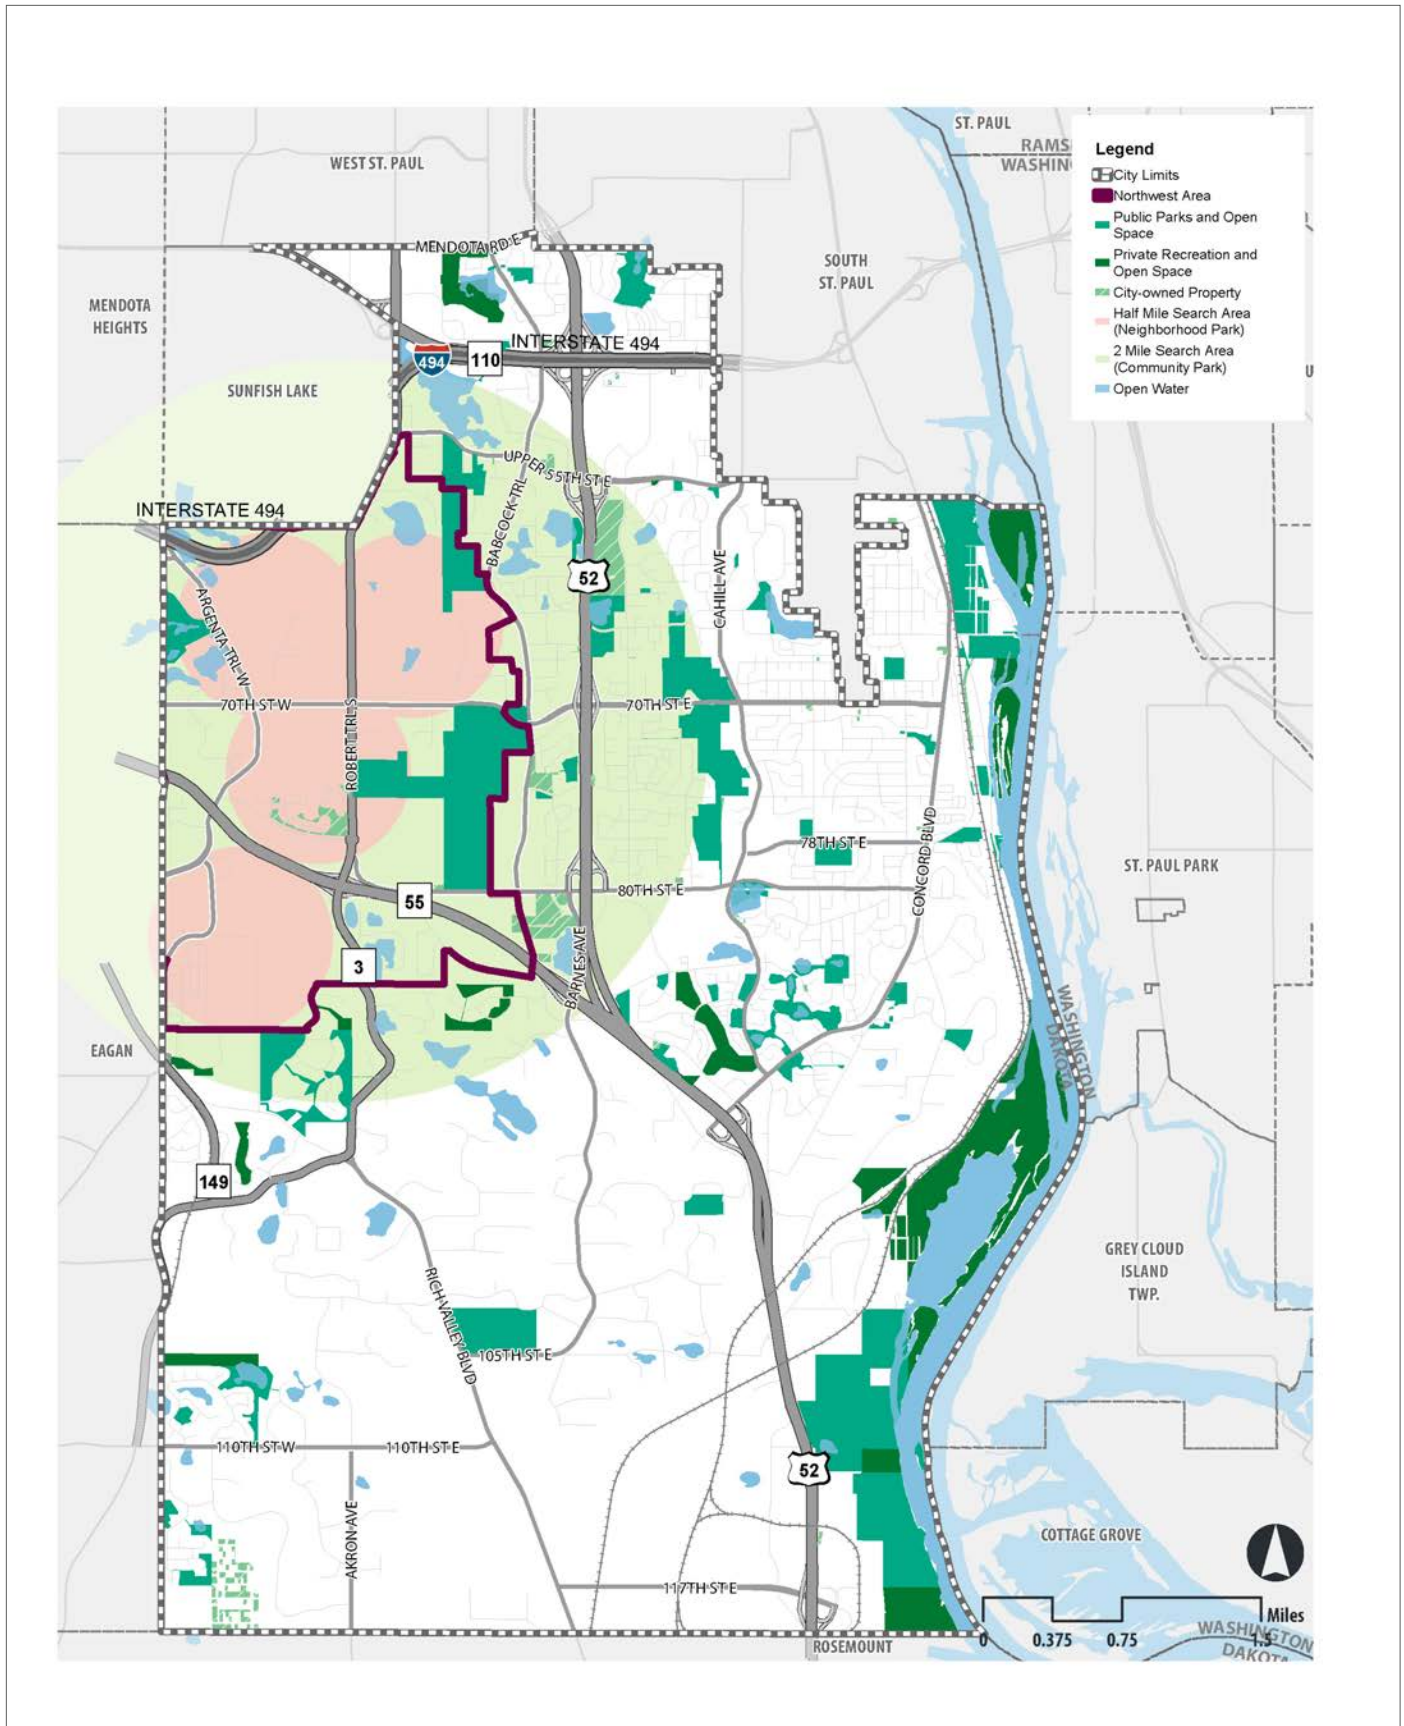 ST. PAUL
RAMS
WASHIN
WEST ST. PAUL
Legend
City Limits
Northwest Area
Public Parks and Open
Space
Private Recreation and
Open Space
City-owned Property
Half Mile Search Area
(Neighborhood Park)
2 Mile Search Area
(Community Park)
Open Water
MENDOTA RD E
SOUTH
ST. PAUL
MENDOTA
HEIGHTS
INTERSTATE 494
494
110
U
SUNFISH LAKE
UPPER 55TH ST E
BABCOCK TRL
INTERSTATE 494
52
CAHILL AVE
ARGENTA TRL W
70TH ST W
ROBERT TRL S
70TH ST E
CONCORD BLVD
78TH ST E
ST. PAUL PARK
80TH ST E
55
3
BARNES AVE
WASHINGTON
DAKOTA
EAGAN
149
GREY CLOUD
ISLAND
TWP.
RICH VALLEY BLVD
105TH ST E
110TH ST W
110TH ST E
52
AKRON AVE
COTTAGE GROVE
117TH ST E
Miles
0
0.375
0.75
1.5
WASHINGTON
DAKOTA
ROSEMOUNT